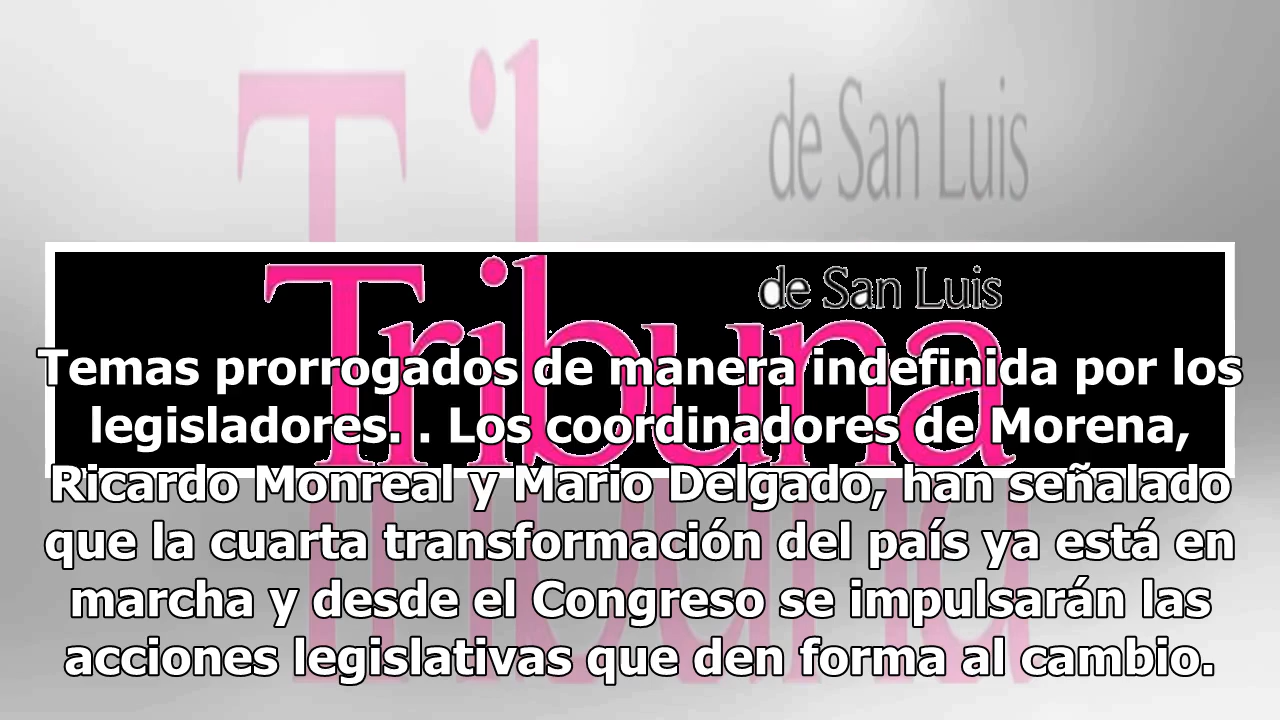 de San Luis
Tribuna
de San Luis
Temas prorrogados de manera indefinida por los
legisladores. . Los coordinadores de Morena,
Ricardo Monreal y Mario Delgado, han señalado
que la cuarta transformación del país ya está en
marcha y desde el Congreso se impulsarán las
acciones legislativas que den forma al cambio.